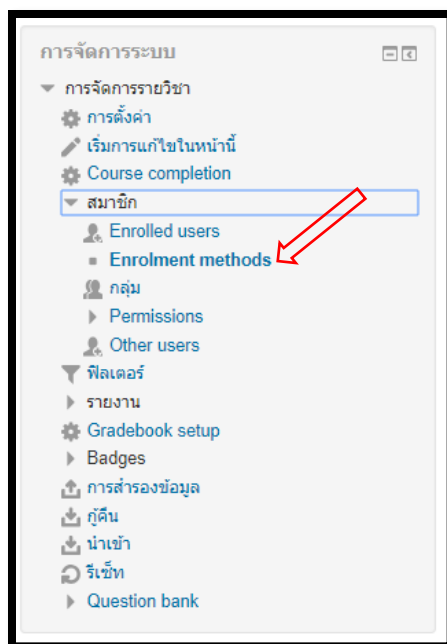 การจัดการระบบ
การจัดการรายวิชา
การตั้งค่า
เริ่มการแก้ไขในหน้านี้
Course completion
สมาชิก
Enrolled users
Enrolment methods
กลุ่ม
Permissions
Other users
ฟิลเตอร์
รายงาน
Gradebook setup
Badges
การสำรองข้อมูล
กู้คืน
นำเข้า
รีเซ็ท
Question bank